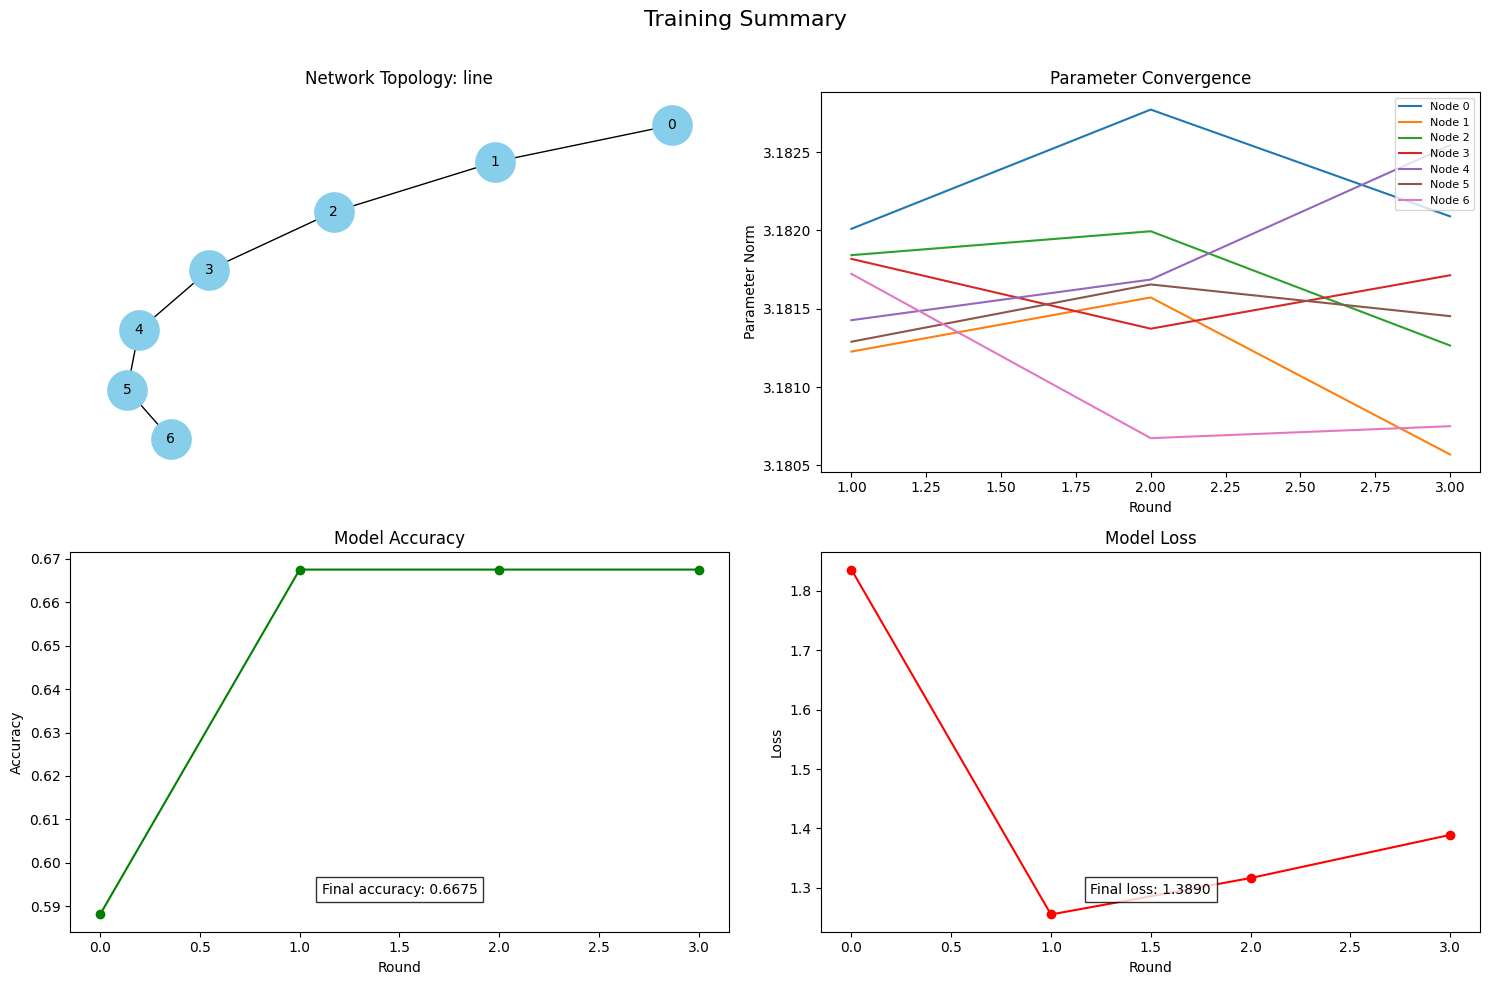 Training Summary
Network Topology: line
0
1
2
3
4
5
6
Parameter Convergence
Parameter Norm
3.1825
3.1820
3.1815
3.1810
3.1805
Node 0
Node 1
Node 2
Node 3
Node 4
Node 5
Node 6
1.00 1.25 1.50 1.75 2.00 2.25 2.50 2.75 3.00
Round
Model Accuracy
Accuracy
0.67
0.66
0.65
0.64
0.63
0.62
0.61
0.60
0.59
Final accuracy: 0.6675
0.0 0.5 1.0 1.5 2.0 2.5 3.0
Round
Model Loss
Loss
1.8
1.7
1.6
1.5
1.4
1.3
Final loss: 1.3890
0.0 0.5 1.0 1.5 2.0 2.5 3.0
Round